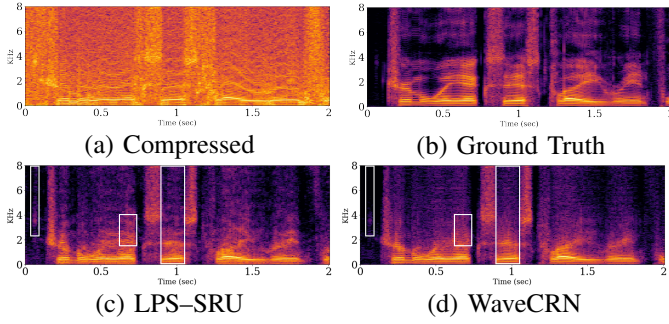 8 8
6 6
KHz KHz
4 4
2 2
0 0
0 0.5 1 1.5 2 0 0.5 1 1.5 2
Time (sec) Time (sec)
(a) Compressed (b) Ground Truth
8 8
6 6
KHz KHz
4 4
2 2
0 0
0 0.5 1 1.5 2 0 0.5 1 1.5 2
Time (sec) Time (sec)
(c) LPS–SRU (d) WaveCRN